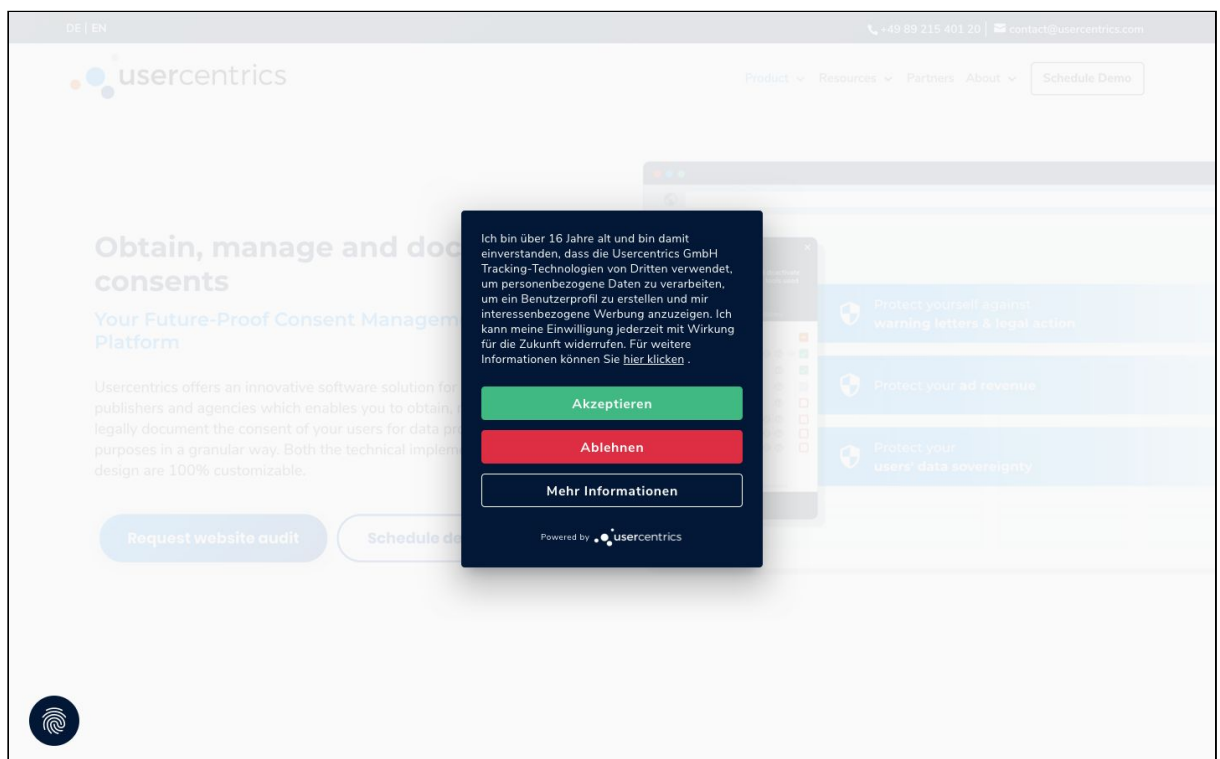 DE | EN
+49 89 215 401 20 | contact@usercentrics.com
usercentrics
Product Resources Partners About Schedule Demo
Obtain, manage and doc
consents
Your Future-Proof Consent Managem
Platform
Usercentrics offers an innovative software solution for
publishers and agencies which enables you to obtain,
legally document the consent of your users for data pr
purposes in a granular way. Both the technical impleme
design are 100% customizable.
Request website audit
Schedule de
Ich bin über 16 Jahre alt und bin damit
einverstanden, dass die Usercentrics GmbH
Tracking-Technologien von Dritten verwendet,
um personenbezogene Daten zu verarbeiten,
um ein Benutzerprofil zu erstellen und mir
interessenbezogene Werbung anzuzeigen. Ich
kann meine Einwilligung jederzeit mit Wirkung
für die Zukunft widerrufen. Für weitere
Informationen können Sie hier klicken .
Akzeptieren
Ablehnen
Mehr Informationen
Powered by usercentrics
Protect yourself against
warning letters & legal action
Protect your ad revenue
Protect your
users' data sovereignty